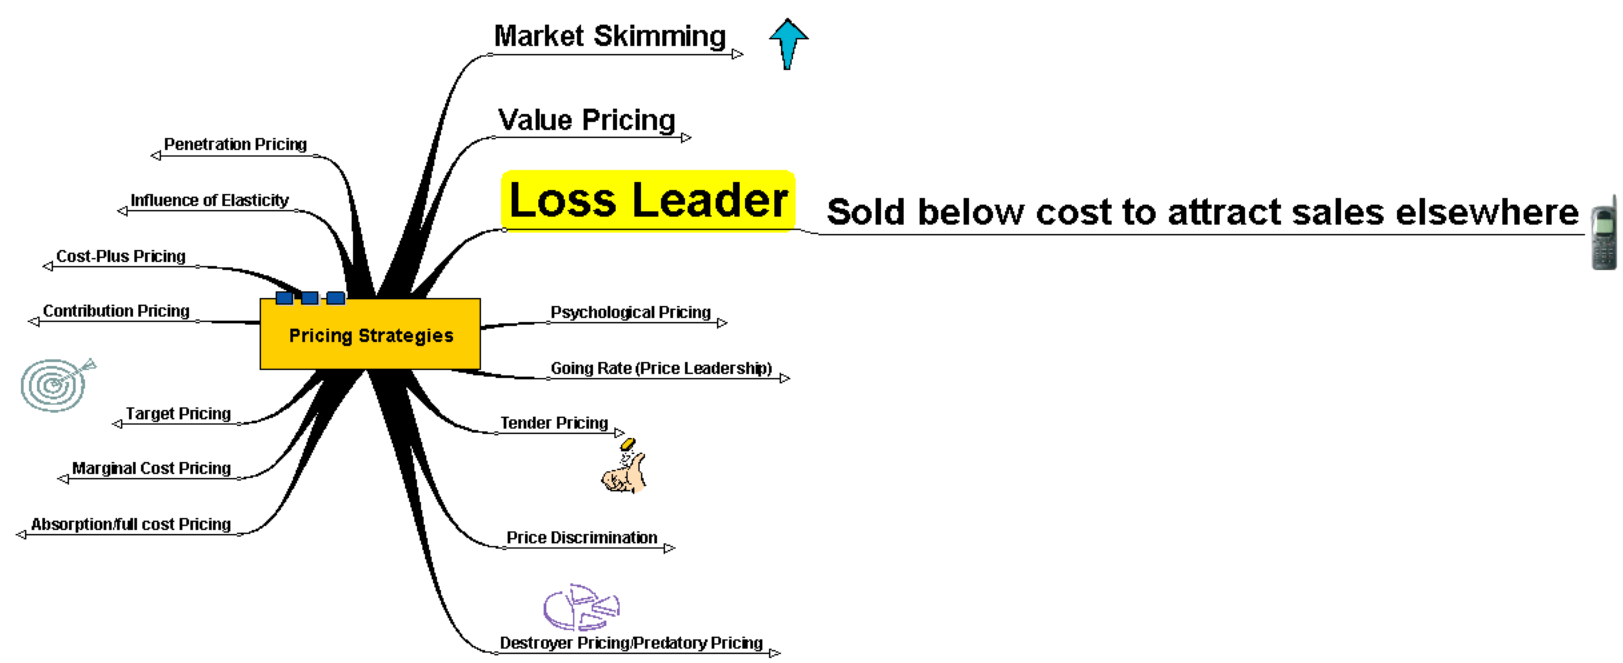 Market Skimming
Value Pricing
Penetration Pricing
Loss Leader
Sold below cost to attract sales elsewhere
Influence of Elasticity
Cost-Plus Pricing
Contribution Pricing
Psychological Pricing
Pricing Strategies
Going Rate (Price Leadership)
Target Pricing
Tender Pricing
Marginal Cost Pricing
Absorption/full cost Pricing
Price Discrimination
Destroyer Pricing/Predatory Pricing